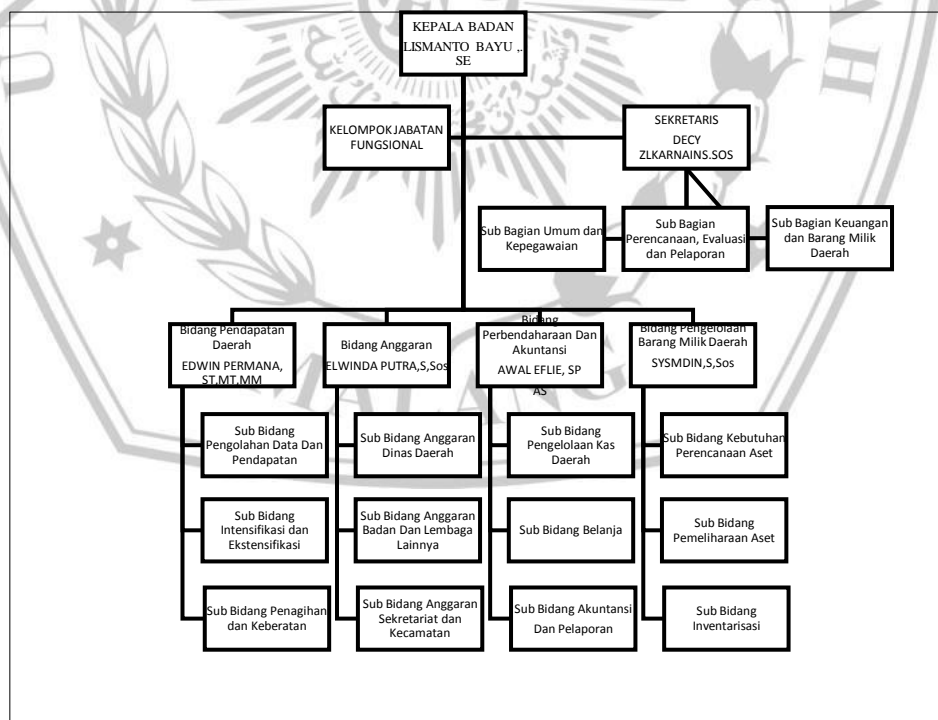 KEPALA BADAN
LISMANTO BAYU ,.
SE
KELOMPOK JABATAN
FUNGSIONAL
SEKRETARIS
DECY
ZLKARNAINS.SOS
Sub Bagian Umum dan
Kepegawaian
Sub Bagian
Perencanaan, Evaluasi
dan Pelaporan
Sub Bagian Keuangan
dan Barang Milik
Daerah
Bidang Pendapatan
Daerah
EDWIN PERMANA,
ST.MT.MM
Bidang Anggaran
ELWINDA PUTRA,S,Sos
Bidang
Perbendaharaan Dan
Akuntansi
AWAL EFLIE, SP
AS
Bidang Pengelolaan
Barang Milik Daerah
SYSMDIN,S,Sos
Sub Bidang
Pengolahan Data Dan
Pendapatan
Sub Bidang Anggaran
Dinas Daerah
Sub Bidang
Pengelolaan Kas
Daerah
Sub Bidang Kebutuhan
Perencanaan Aset
Sub Bidang
Intensifikasi dan
Ekstensifikasi
Sub Bidang Anggaran
Badan Dan Lembaga
Lainnya
Sub Bidang Belanja
Sub Bidang
Pemeliharaan Aset
Sub Bidang Penagihan
dan Keberatan
Sub Bidang Anggaran
Sekretariat dan
Kecamatan
Sub Bidang Akuntansi
Dan Pelaporan
Sub Bidang
Inventarisasi
MALANG